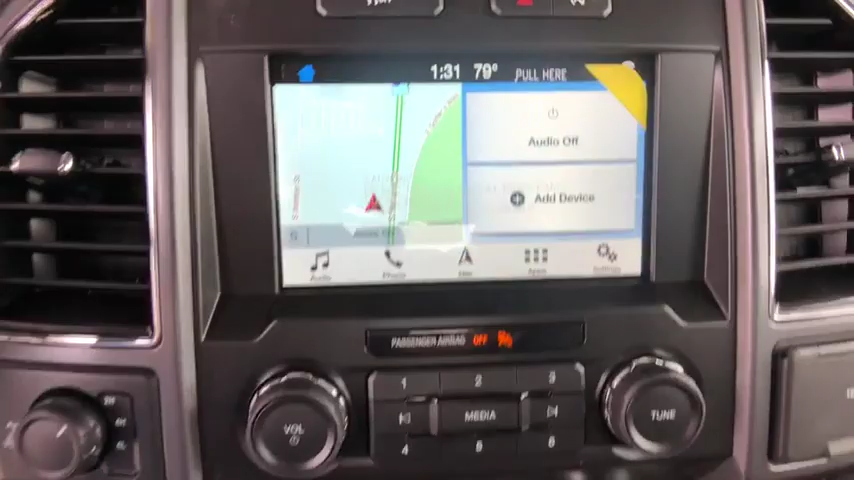 1:31 79° PULL HERE
Audio Off
Add Device
Audio Phone Nav Apps Settings
PASSENGER AIRBAG OFF
1 2 3
VOL
MEDIA
TUNE
4 5 6